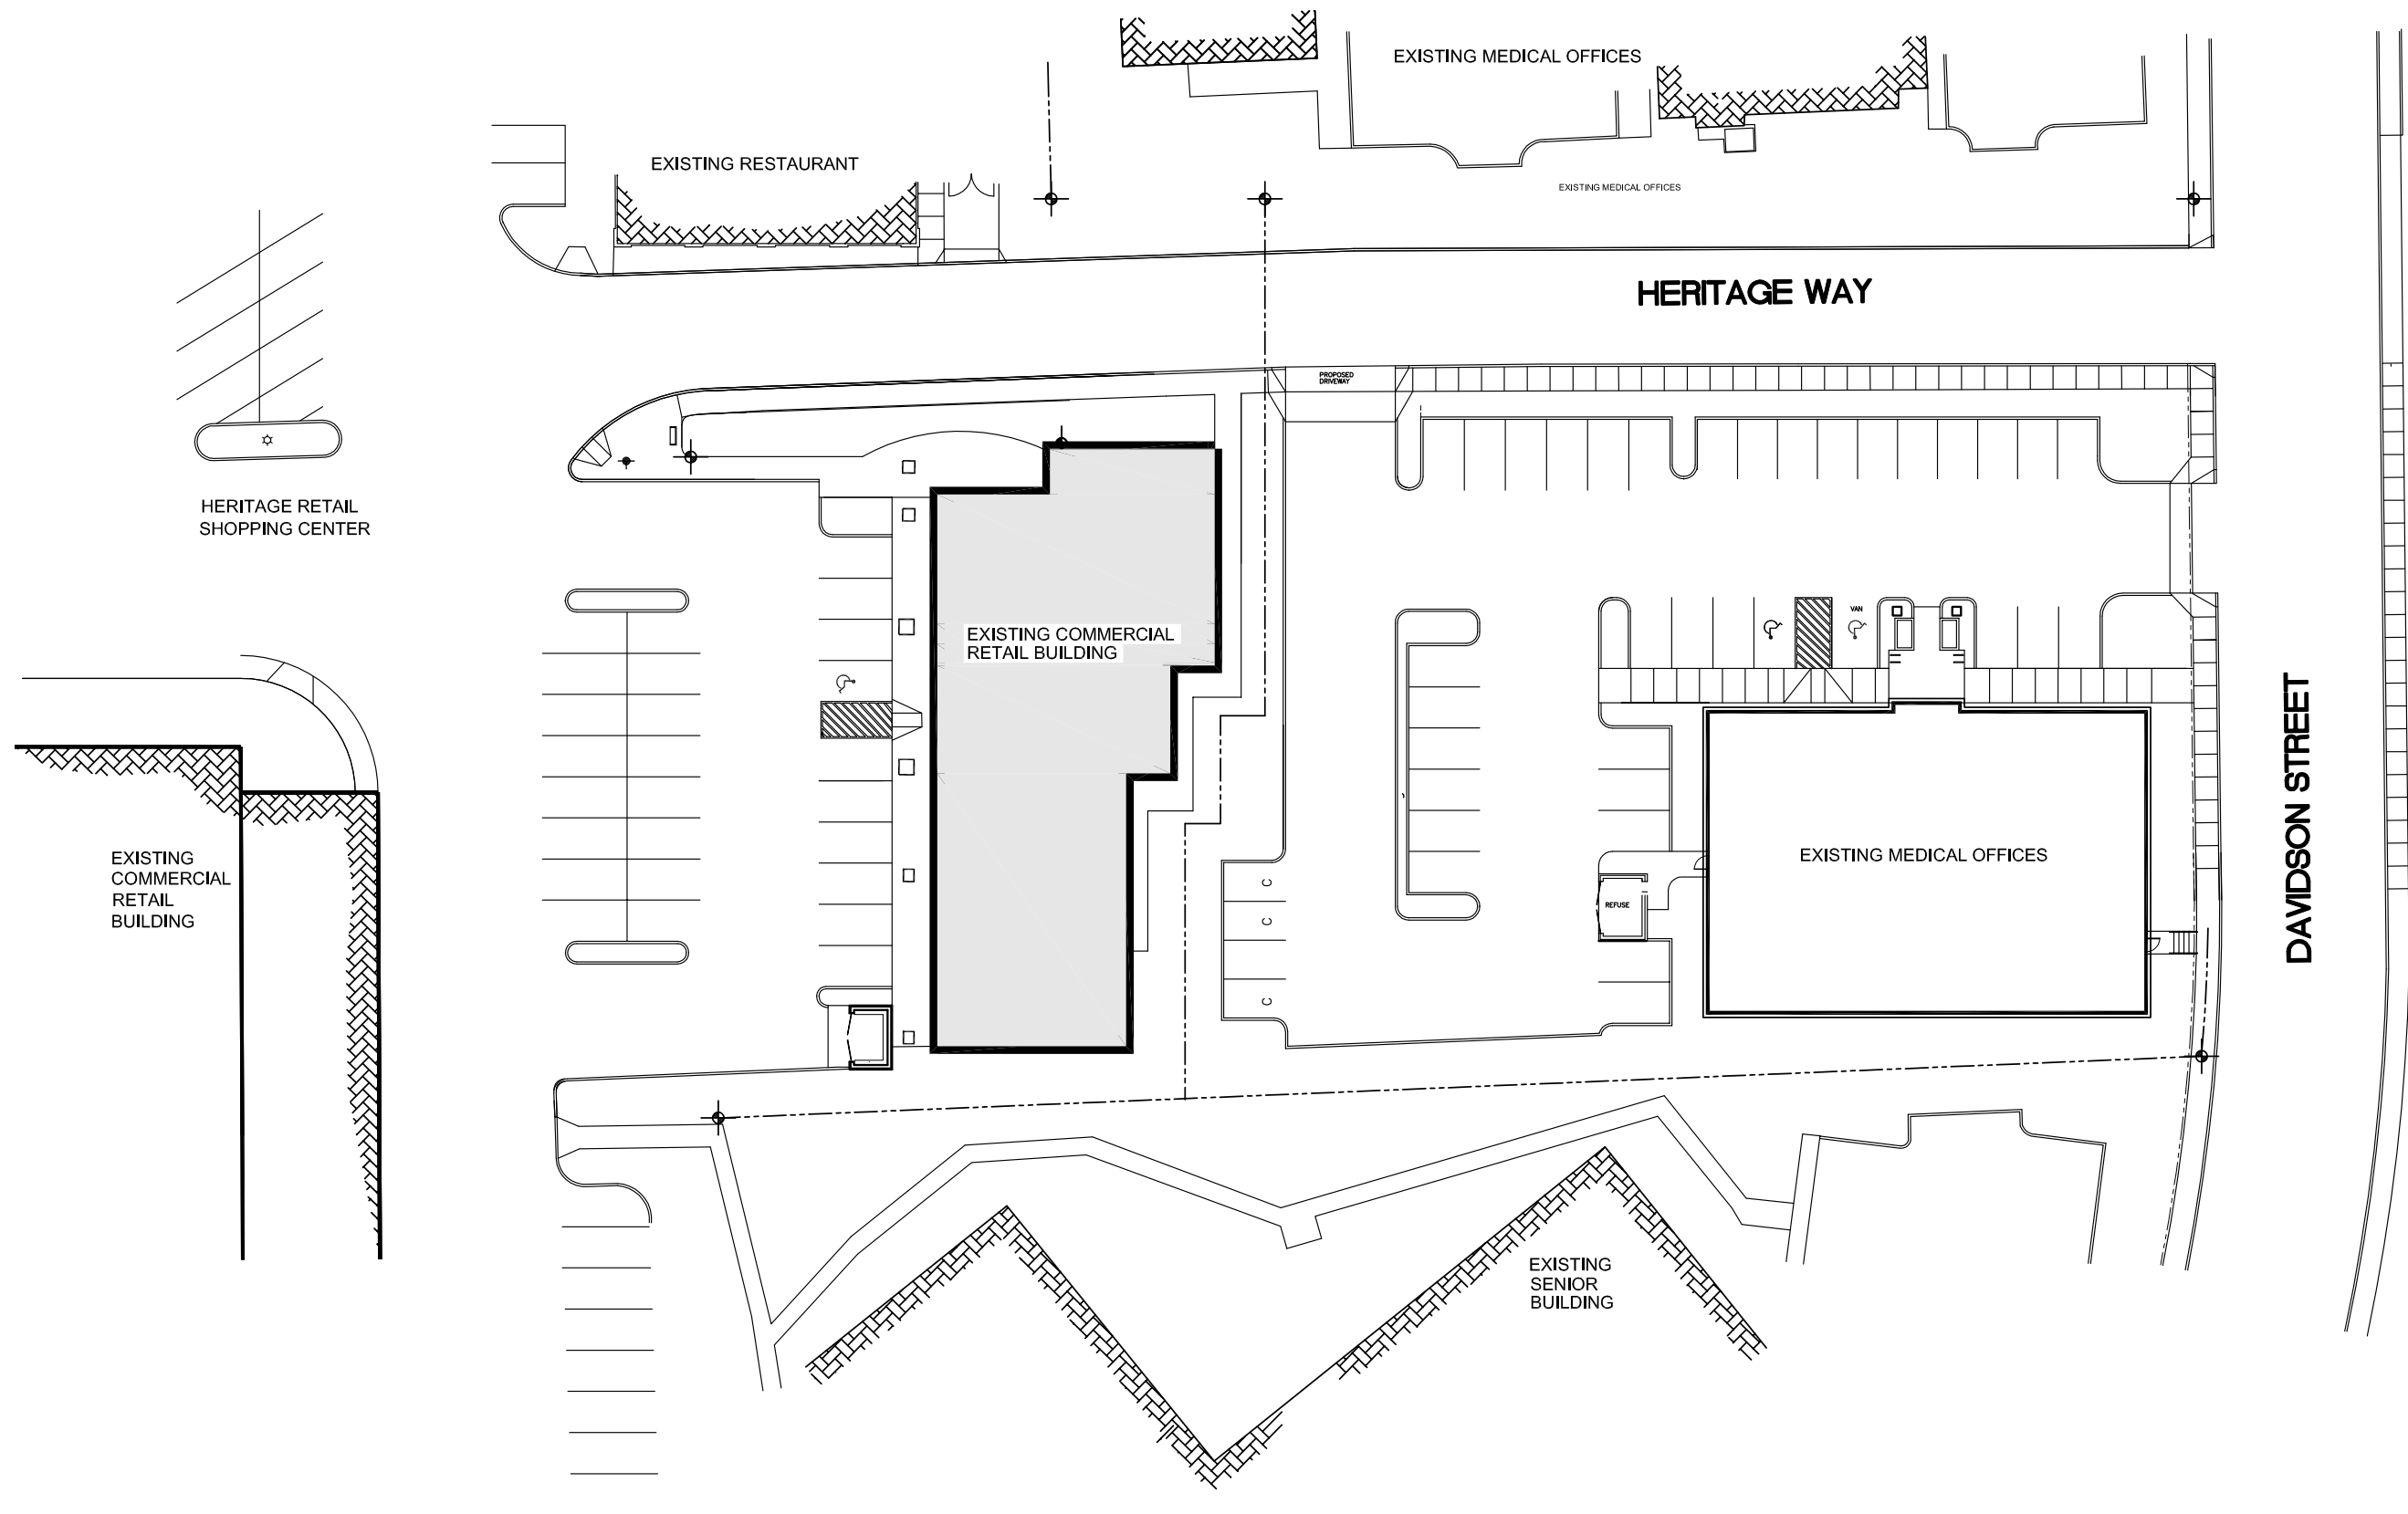 EXISTING MEDICAL OFFICES
EXISTING RESTAURANT
EXISTING MEDICAL OFFICES
HERITAGE WAY
PROPOSED
DRIVEWAY
HERITAGE RETAIL
SHOPPING CENTER
VAN
EXISTING COMMERCIAL
RETAIL BUILDING
DAVIDSON STREET
EXISTING
COMMERCIAL
RETAIL
BUILDING
EXISTING MEDICAL OFFICES
C
C
C
REFUSE
EXISTING
SENIOR
BUILDING